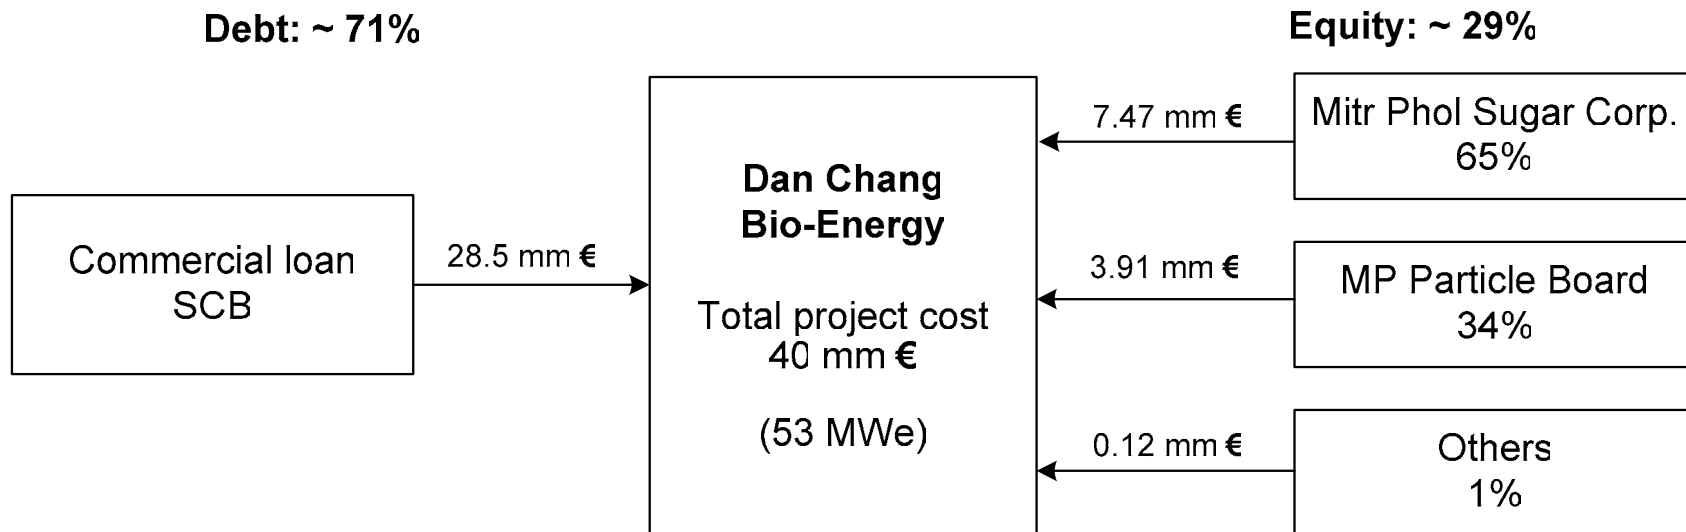 Debt: ~ 71%
Equity: ~ 29%
Commercial loan
SCB
28.5 mm €
Dan Chang
Bio-Energy
Total project cost
40 mm €
(53 MWe)
7.47 mm €
Mitr Phol Sugar Corp.
65%
3.91 mm €
MP Particle Board
34%
0.12 mm €
Others
1%